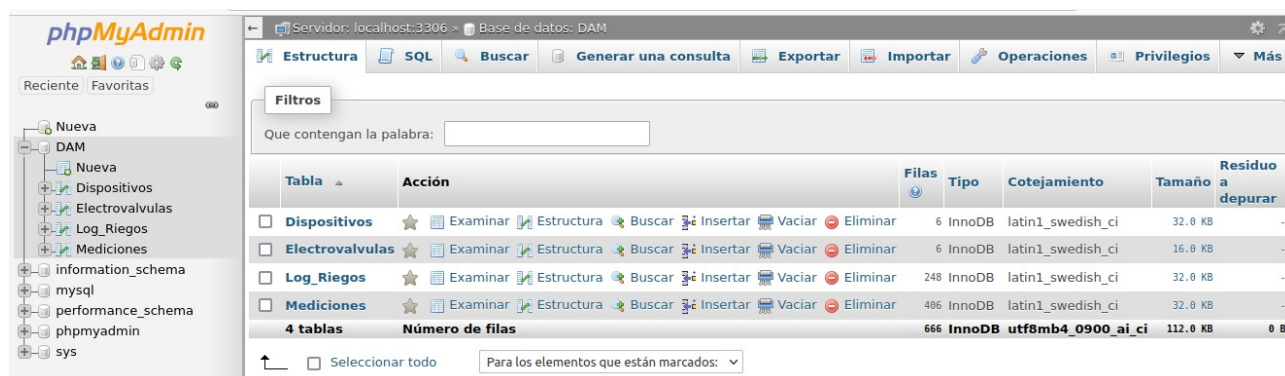 phpMyAdmin
Reciente Favoritas
Nueva
DAM
Nueva
Dispositivos
Electrovalvulas
Log_Riegos
Mediciones
information_schema
mysql
performance_schema
phpmyadmin
sys
Servidor: localhost:3306 » Base de datos: DAM
Estructura SQL Buscar Generar una consulta Exportar Importar Operaciones Privilegios Más
Filtros
Que contengan la palabra:
Tabla Acción Filas Tipo Cotejamiento Tamaño Residuo a depurar
Dispositivos Examinar Estructura Buscar Insertar Vaciar Eliminar 6 InnoDB latin1_swedish_ci 32.0 KB -
Electrovalvulas Examinar Estructura Buscar Insertar Vaciar Eliminar 6 InnoDB latin1_swedish_ci 16.0 KB -
Log_Riegos Examinar Estructura Buscar Insertar Vaciar Eliminar 248 InnoDB latin1_swedish_ci 32.0 KB -
Mediciones Examinar Estructura Buscar Insertar Vaciar Eliminar 406 InnoDB latin1_swedish_ci 32.0 KB -
4 tablas Número de filas 666 InnoDB utf8mb4_0900_ai_ci 112.0 KB 0 B
Seleccionar todo Para los elementos que están marcados: